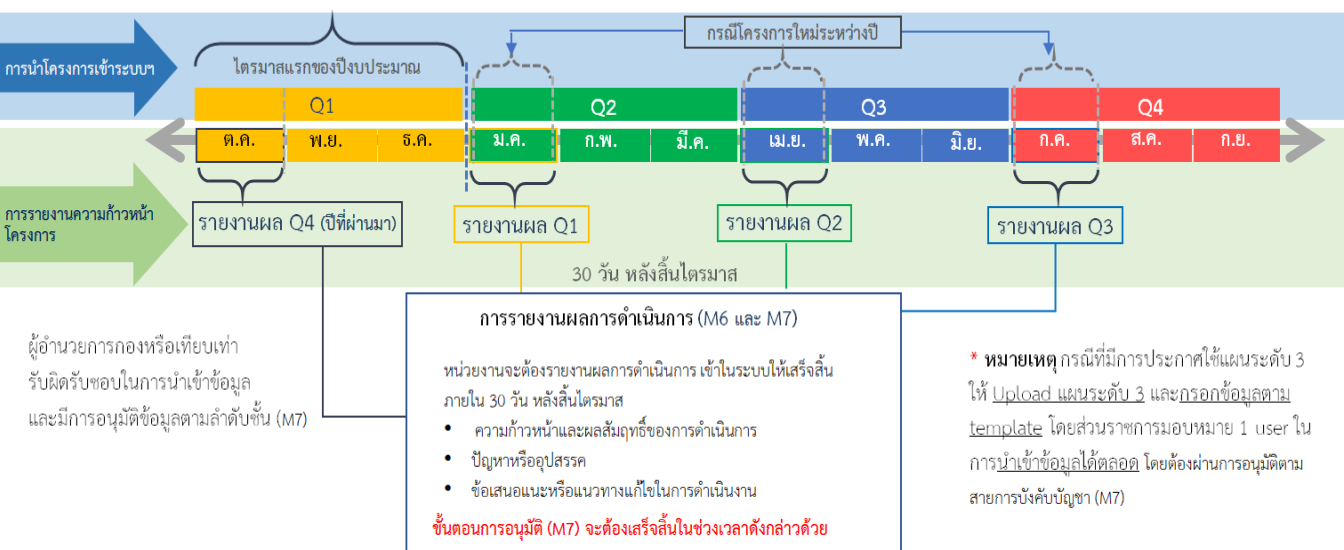 กรณีโครงการใหม่ระหว่างปี
การนำโครงการเข้าระบบฯ
ไตรมาสแรกของปีงบประมาณ
Q1 Q2 Q3 Q4
ต.ค. พ.ย. ธ.ค. ม.ค. ก.พ. มี.ค. เม.ย. พ.ค. มิ.ย. ก.ค. ส.ค. ก.ย.
การรายงานความก้าวหน้า
โครงการ
รายงานผล Q4 (ปีที่ผ่านมา)
รายงานผล Q1
รายงานผล Q2
รายงานผล Q3
30 วัน หลังสิ้นไตรมาส
ผู้อำนวยการกองหรือเทียบเท่า
รับผิดรับชอบในการนำเข้าข้อมูล
และมีการอนุมัติข้อมูลตามลำดับชั้น (M7)
การรายงานผลการดำเนินการ (M6 และ M7)
หน่วยงานจะต้องรายงานผลการดำเนินการ เข้าในระบบให้เสร็จสิ้น
ภายใน 30 วัน หลังสิ้นไตรมาส
• ความก้าวหน้าและผลสัมฤทธิ์ของการดำเนินการ
• ปัญหาหรืออุปสรรค
• ข้อเสนอแนะหรือแนวทางแก้ไขในการดำเนินงาน
ขั้นตอนการอนุมัติ (M7) จะต้องเสร็จสิ้นในช่วงเวลาดังกล่าวด้วย
* หมายเหตุ กรณีที่มีการประกาศใช้แผนระดับ 3
ให้ Upload แผนระดับ 3 และกรอกข้อมูลตาม
template โดยส่วนราชการมอบหมาย 1 user ใน
การนำเข้าข้อมูลได้ตลอด โดยต้องผ่านการอนุมัติตาม
สายการบังคับบัญชา (M7)